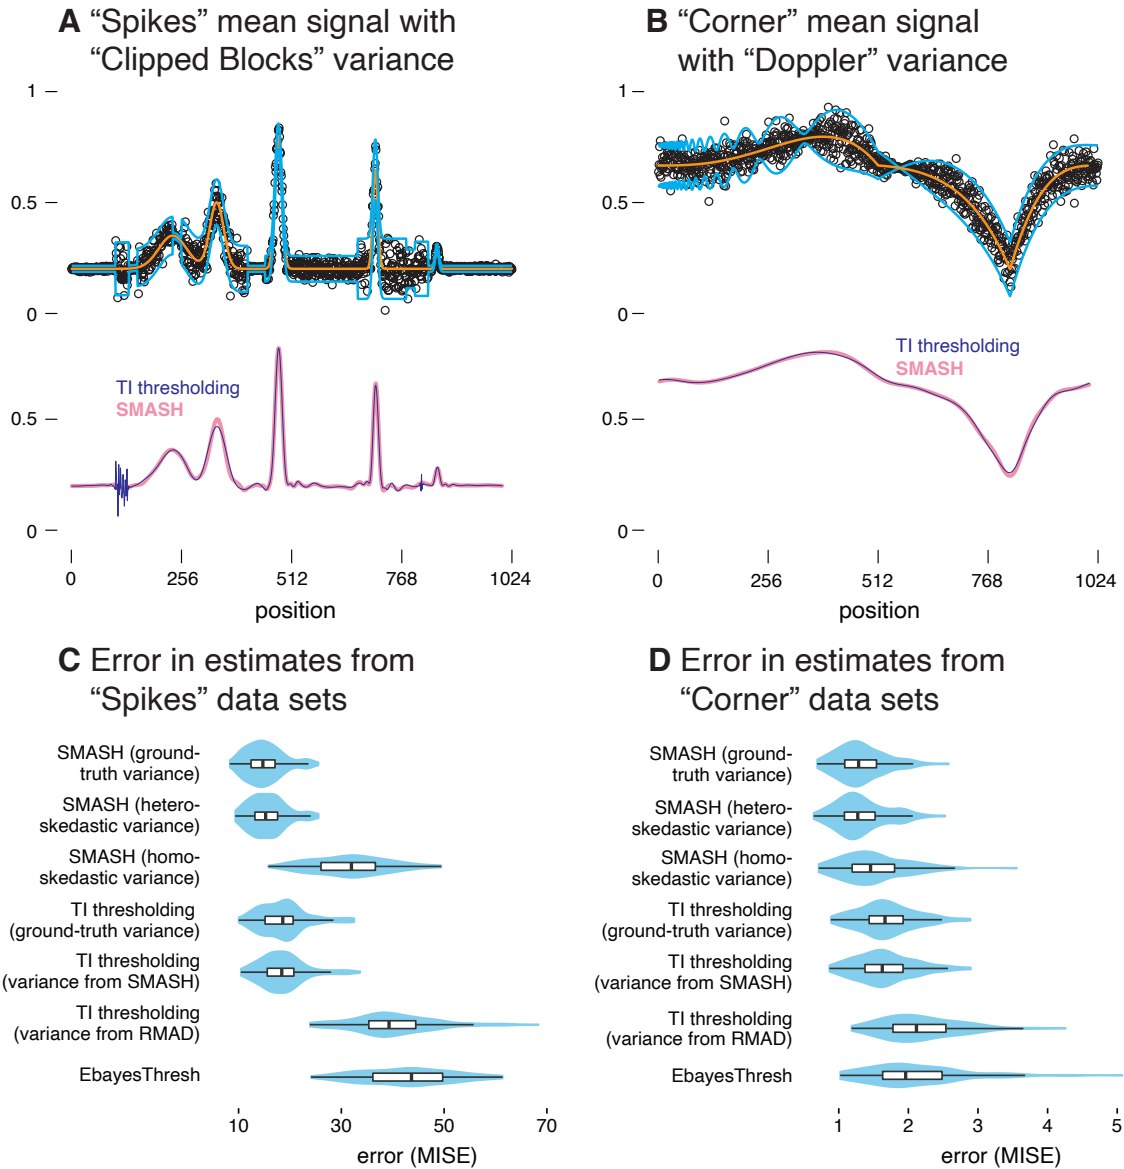 A “Spikes” mean signal with
“Clipped Blocks” variance
1
0.5
0
TI thresholding
SMASH
0.5
0
0 256 512 768 1024
position
B “Corner” mean signal
with “Doppler” variance
1
0.5
0
TI thresholding
SMASH
0.5
0
0 256 512 768 1024
position
C Error in estimates from
“Spikes” data sets
SMASH (ground-
truth variance)
SMASH (hetero-
skedastic variance)
SMASH (homo-
skedastic variance)
TI thresholding
(ground-truth variance)
TI thresholding
(variance from SMASH)
TI thresholding
(variance from RMAD)
EbayesThresh
10 30 50 70
error (MISE)
D Error in estimates from
“Corner” data sets
SMASH (ground-
truth variance)
SMASH (hetero-
skedastic variance)
SMASH (homo-
skedastic variance)
TI thresholding
(ground-truth variance)
TI thresholding
(variance from SMASH)
TI thresholding
(variance from RMAD)
EbayesThresh
1 2 3 4 5
error (MISE)